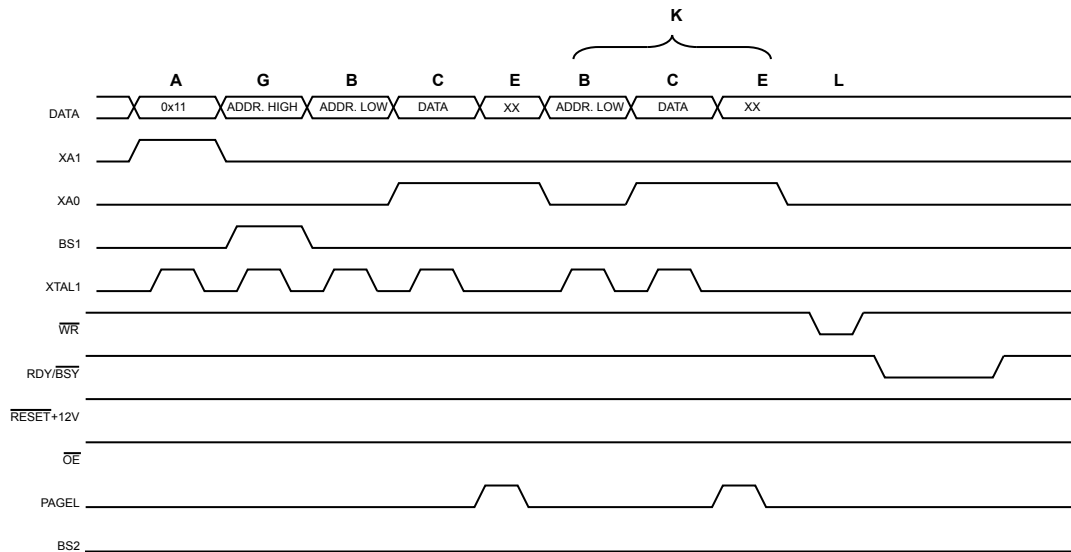 K
A G B C E B C E L
DATA 0x11 ADDR. HIGH ADDR. LOW DATA XX ADDR. LOW DATA XX
XA1
XA0
BS1
XTAL1
WR
RDY/BSY
RESET+12V
OE
PAGEL
BS2